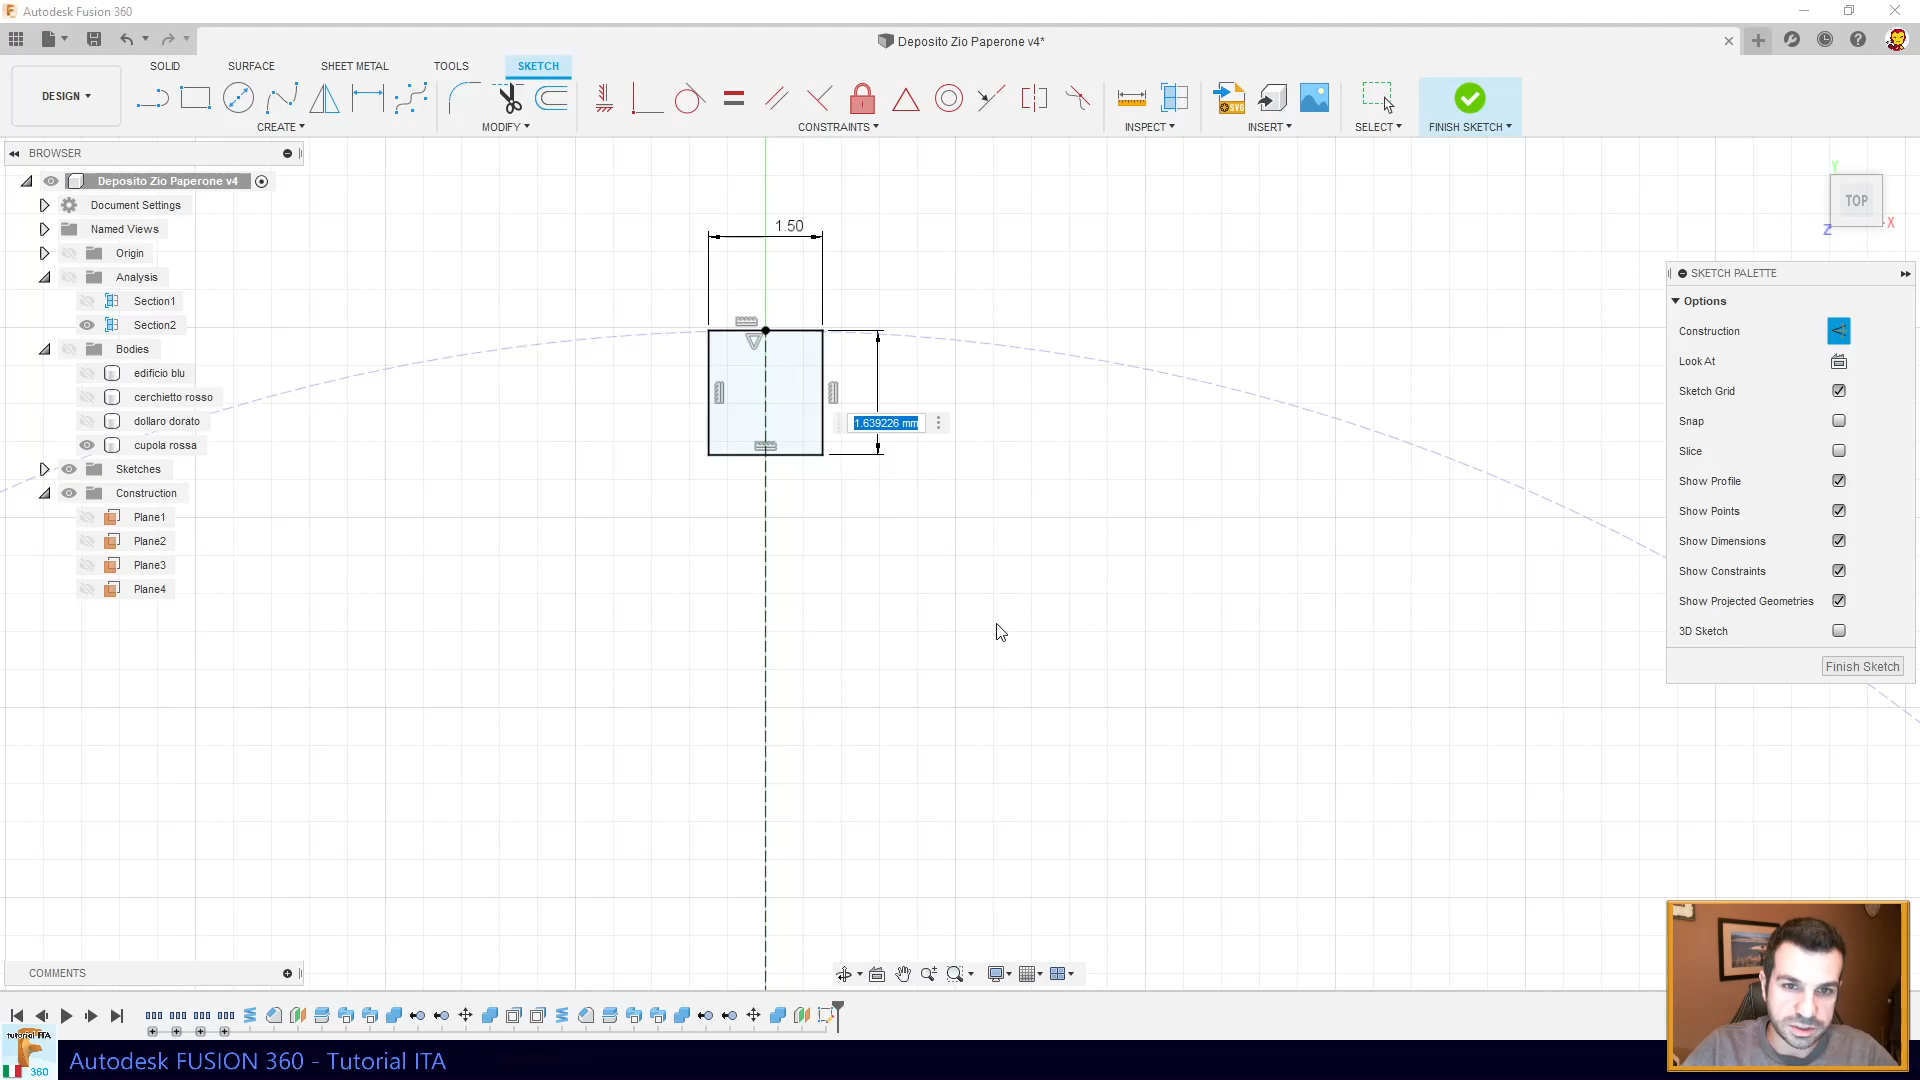 Autodesk Fusion 360
Deposito Zio Paperone v4*
SOLID SURFACE SHEET METAL TOOLS SKETCH
DESIGN
CREATE MODIFY CONSTRAINTS INSPECT INSERT SELECT FINISH SKETCH
SVG
BROWSER
Deposito Zio Paperone v4
Document Settings
Named Views
Origin
Analysis
Section1
Section2
Bodies
edificio blu
cerchietto rosso
dollaro dorato
cupola rossa
Sketches
Construction
Plane1
Plane2
Plane3
Plane4
1.50
1.639226 mm
Y
TOP
X
Z
SKETCH PALETTE
Options
Construction
Look At
Sketch Grid
Snap
Slice
Show Profile
Show Points
Show Dimensions
Show Constraints
Show Projected Geometries
3D Sketch
Finish Sketch
COMMENTS
tutorial ITA
360
Autodesk FUSION 360 - Tutorial ITA